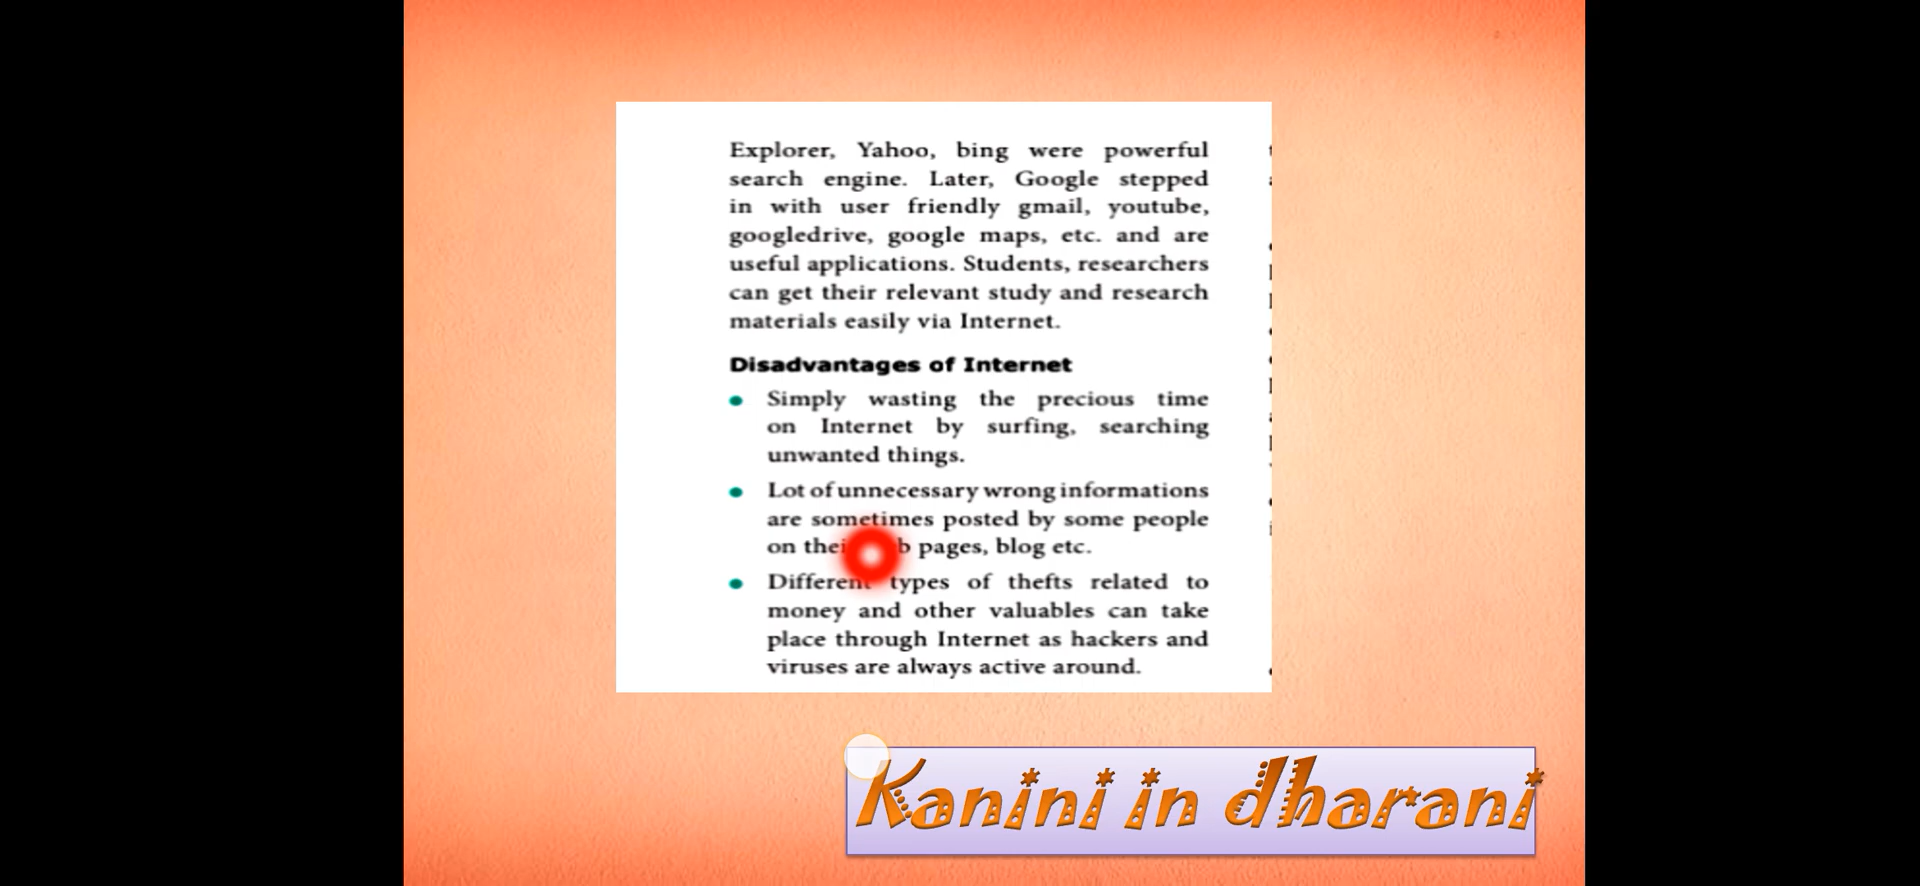 Explorer, Yahoo, bing were powerful
search engine. Later, Google stepped
in with user friendly gmail, youtube,
googledrive, google maps, etc. and are
useful applications. Students, researchers
can get their relevant study and research
materials easily via Internet.
Disadvantages of Internet
Simply wasting the precious time
on Internet by surfing, searching
unwanted things.
Lot of unnecessary wrong informations
are sometimes posted by some people
on pages, blog etc.
Different types of thefts related to
money and other valuables can take
place through Internet as hackers and
viruses are always active around.
Kanini in dharani